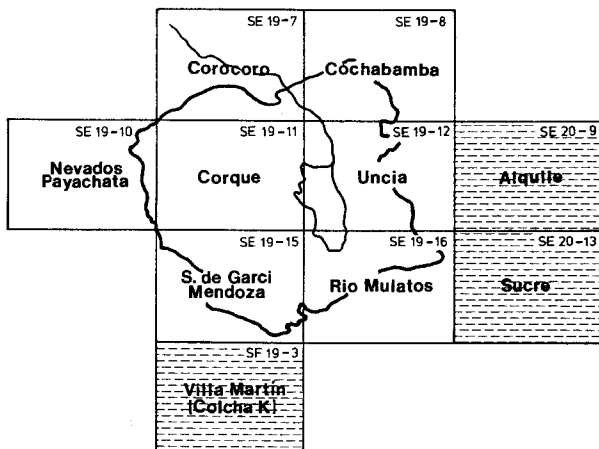 SE 19-7
SE 19-8
Corocoro
Cochabamba
SE 19-10
SE 19-11
SE 19-12
SE 20-9
Nevados
Payachata
Corque
Uncia
Aiquile
SE 19-15
SE 19-16
SE 20-13
S. de Garci
Mendoza
Rio Mulatos
Sucre
SF 19-3
Villa Martín
(Colcha K)